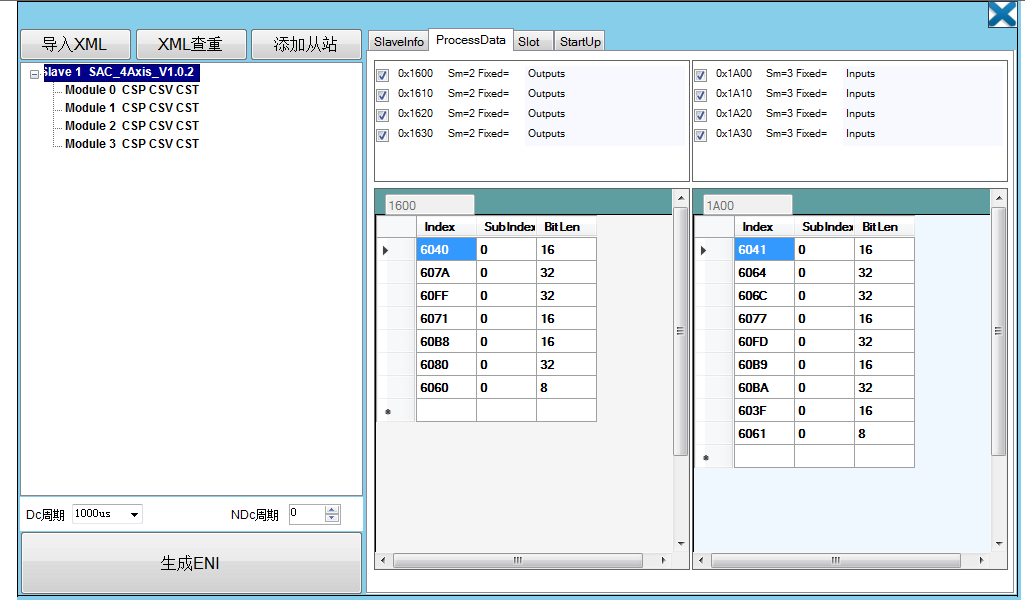 导入XML XML查重 添加从站
Slave 1 SAC_4Axis_V1.0.2
Module 0 CSP CSV CST
Module 1 CSP CSV CST
Module 2 CSP CSV CST
Module 3 CSP CSV CST
Dc周期 1000us NDc周期 0
生成ENI
SlaveInfo ProcessData Slot StartUp
0x1600 Sm=2 Fixed= Outputs
0x1610 Sm=2 Fixed= Outputs
0x1620 Sm=2 Fixed= Outputs
0x1630 Sm=2 Fixed= Outputs
0x1A00 Sm=3 Fixed= Inputs
0x1A10 Sm=3 Fixed= Inputs
0x1A20 Sm=3 Fixed= Inputs
0x1A30 Sm=3 Fixed= Inputs
1600
Index SubIndex BitLen
6040 0 16
607A 0 32
60FF 0 32
6071 0 16
60B8 0 16
6080 0 32
6060 0 8
1A00
Index SubIndex BitLen
6041 0 16
6064 0 32
606C 0 32
6077 0 16
60FD 0 32
60B9 0 16
60BA 0 32
603F 0 16
6061 0 8